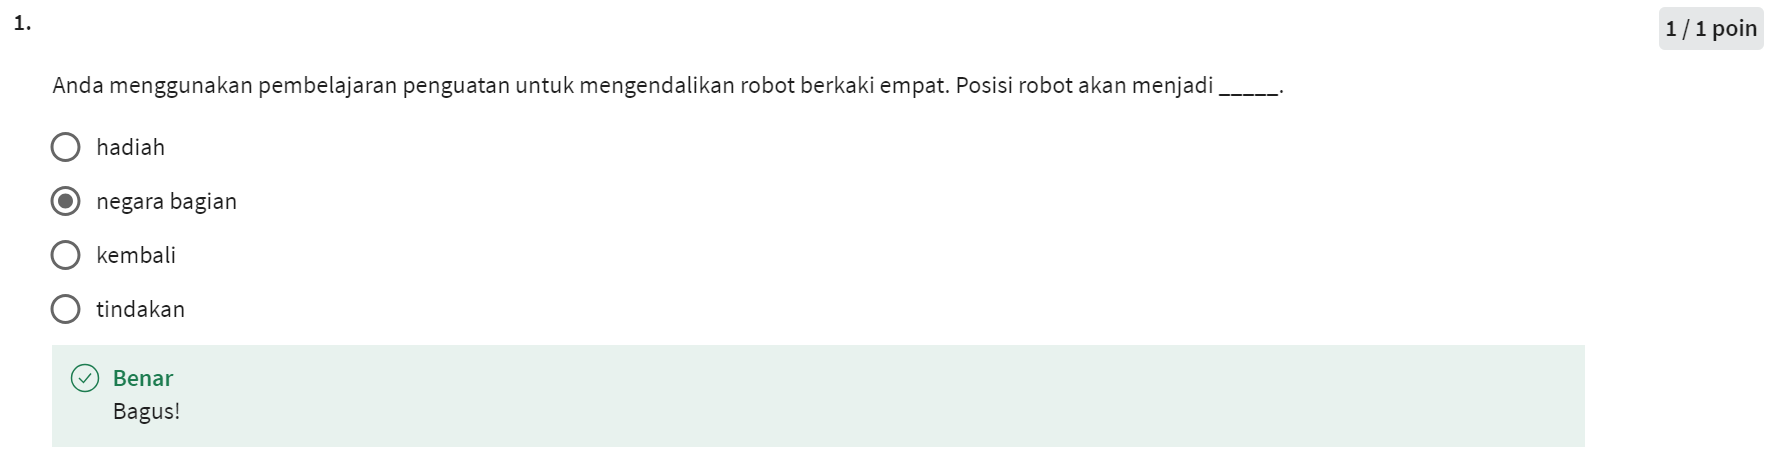 1.
1 / 1 poin
Anda menggunakan pembelajaran penguatan untuk mengendalikan robot berkaki empat. Posisi robot akan menjadi _____.
hadiah
negara bagian
kembali
tindakan
Benar
Bagus!